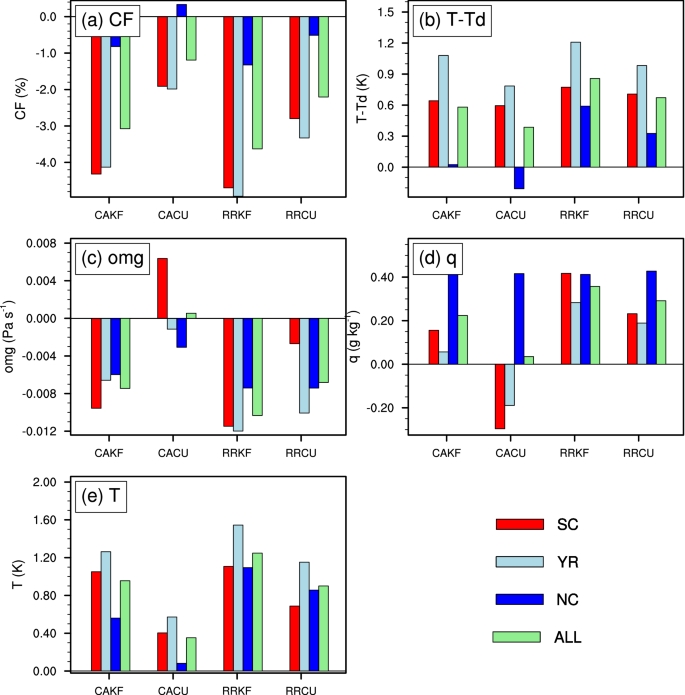 (a) CF
CF (%)
0.0
-1.0
-2.0
-3.0
-4.0
CAKF CACU RRKF RRCU
(b) T-Td
T-Td (K)
1.5
1.2
0.9
0.6
0.3
0.0
CAKF CACU RRKF RRCU
(c) omg
omg (Pa s⁻¹)
0.008
0.004
0.000
-0.004
-0.008
-0.012
CAKF CACU RRKF RRCU
(d) q
q (g kg⁻¹)
0.40
0.20
0.00
-0.20
CAKF CACU RRKF RRCU
(e) T
T (K)
2.00
1.60
1.20
0.80
0.40
0.00
CAKF CACU RRKF RRCU
SC
YR
NC
ALL